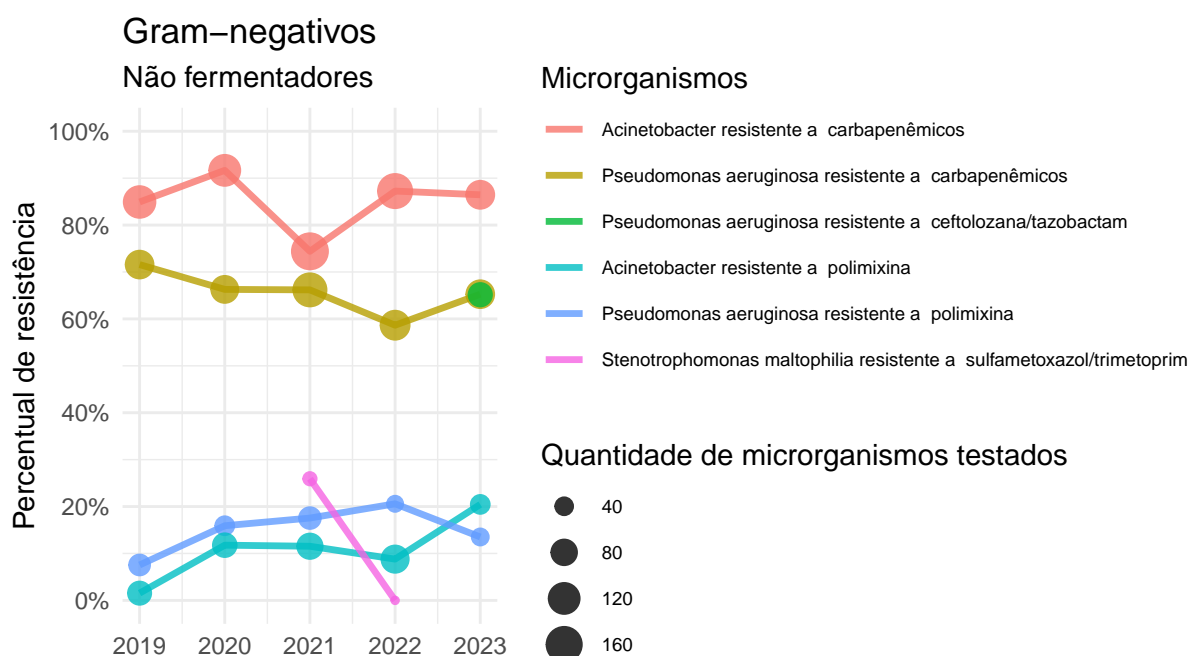 Gram−negativos
Não fermentadores
Percentual de resistência
100%
80%
60%
40%
20%
0%
2019 2020 2021 2022 2023
Microrganismos
Acinetobacter resistente a  carbapenêmicos
Pseudomonas aeruginosa resistente a  carbapenêmicos
Pseudomonas aeruginosa resistente a  ceftolozana/tazobactam
Acinetobacter resistente a  polimixina
Pseudomonas aeruginosa resistente a  polimixina
Stenotrophomonas maltophilia resistente a  sulfametoxazol/trimetoprim
Quantidade de microrganismos testados
40
80
120
160